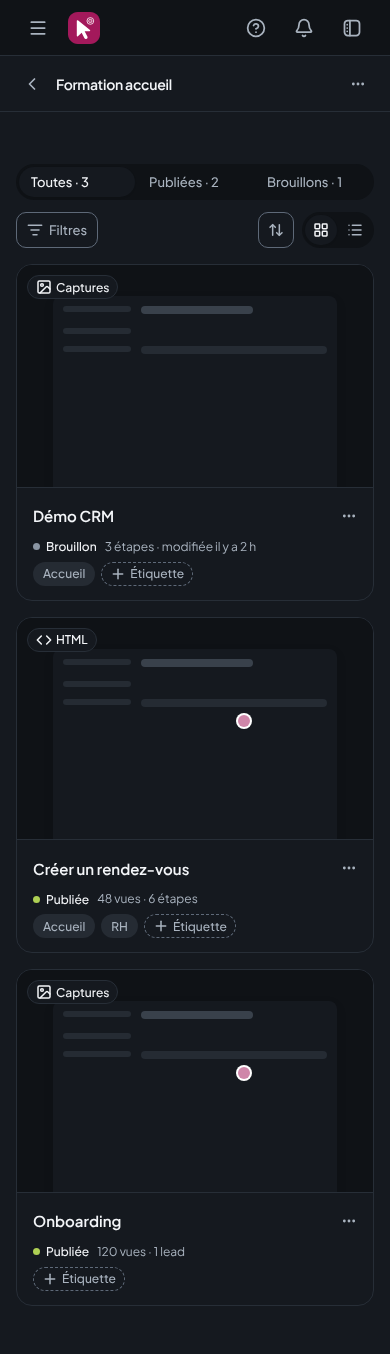 Formation accueil
Toutes · 3
Publiées · 2
Brouillons · 1
Filtres
Captures
Démo CRM
Brouillon 3 étapes · modifiée il y a 2 h
Accueil + Étiquette
HTML
Créer un rendez-vous
Publiée 48 vues · 6 étapes
Accueil RH + Étiquette
Captures
Onboarding
Publiée 120 vues · 1 lead
+ Étiquette